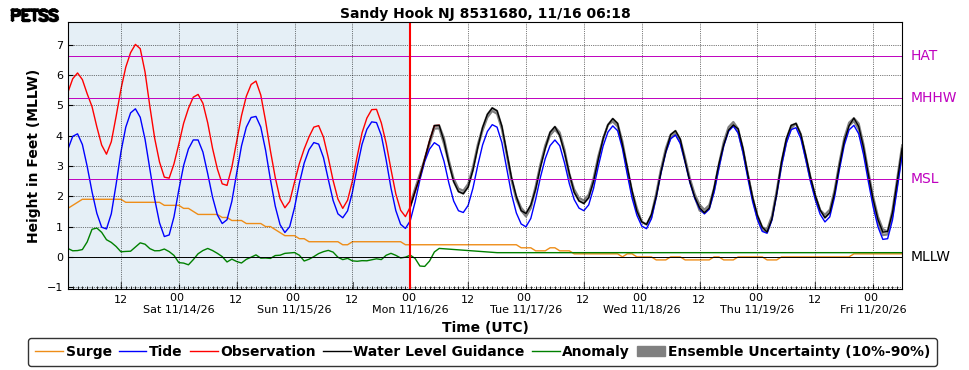 PETSS
Sandy Hook NJ 8531680, 11/16 06:18
Height in Feet (MLLW)
7
6
5
4
3
2
1
0
−1
HAT
MHHW
MSL
MLLW
12 00 12 00 12 00 12 00 12 00 12 00 12 00
Sat 11/14/26 Sun 11/15/26 Mon 11/16/26 Tue 11/17/26 Wed 11/18/26 Thu 11/19/26 Fri 11/20/26
Time (UTC)
Surge Tide Observation Water Level Guidance Anomaly Ensemble Uncertainty (10%-90%)